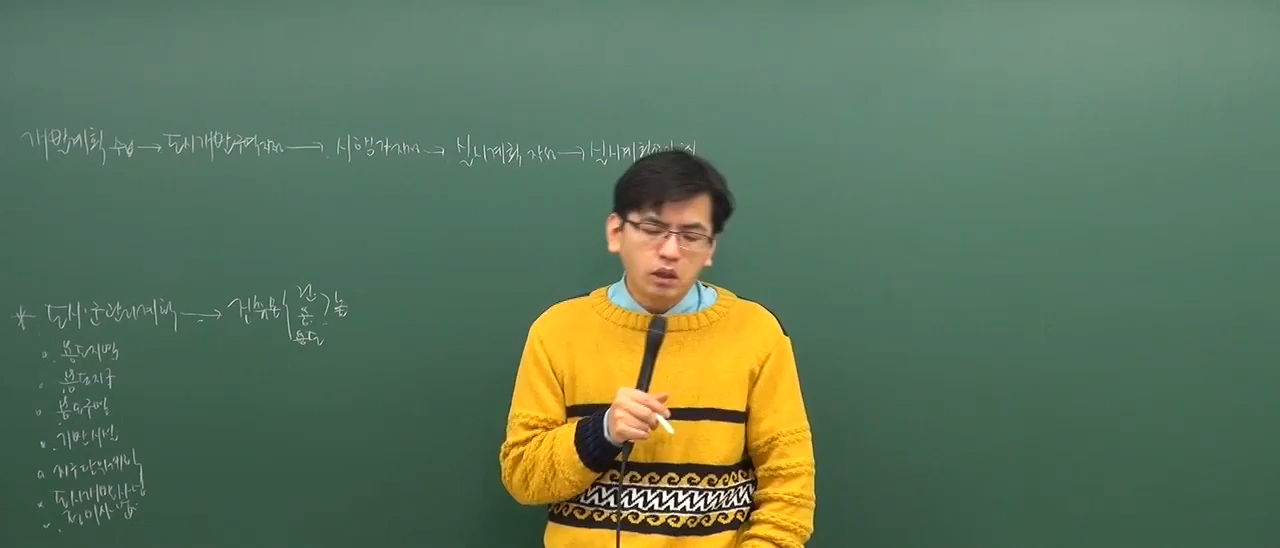 개발계획 수립 → 도시개발구역지정 → 시행자지정 → 실시계획 작성 → 실시계획
* 도시·군관리계획 → 건축물 건 용
용도지역
용도지구
용도구역
기반시설
지구단위계획
도시개발사업
정비사업